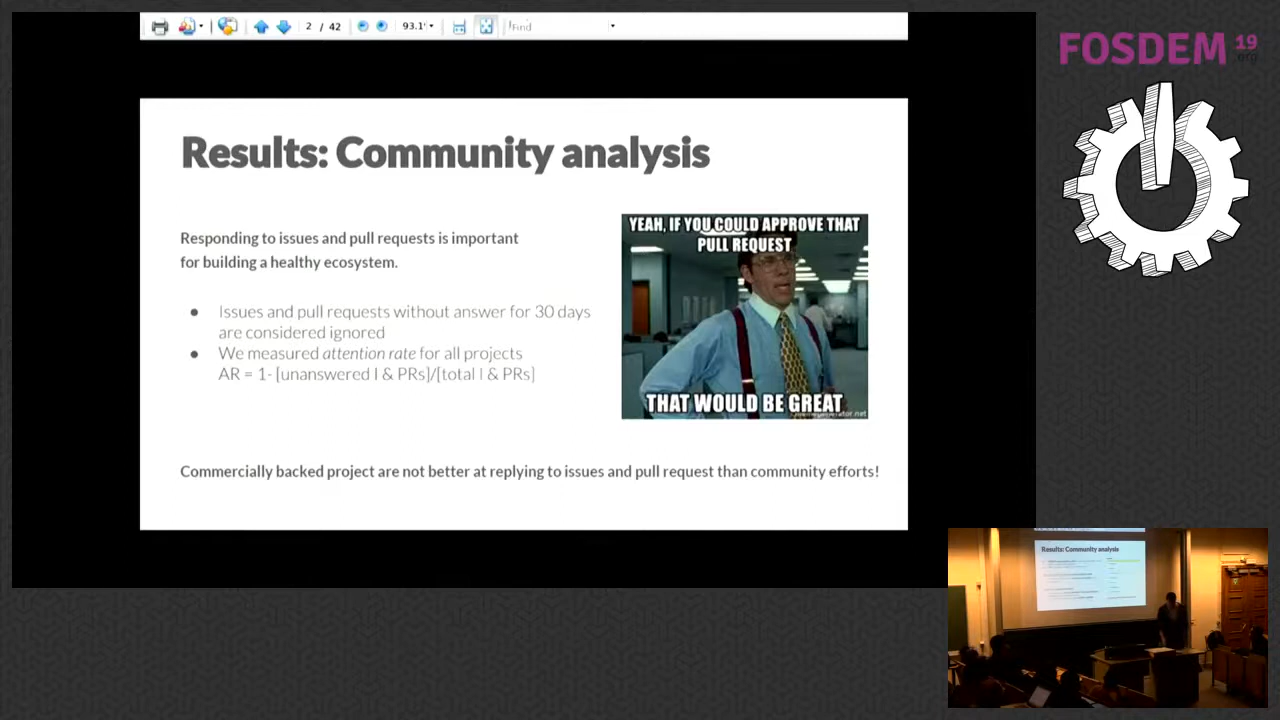 2 / 42
93.1%
Find
FOSDEM 19
.org
Results: Community analysis
Responding to issues and pull requests is important
for building a healthy ecosystem.
● Issues and pull requests without answer for 30 days
are considered ignored
● We measured attention rate for all projects
AR = 1- [unanswered I & PRs]/[total I & PRs]
YEAH, IF YOU COULD APPROVE THAT
PULL REQUEST
THAT WOULD BE GREAT
Commercially backed project are not better at replying to issues and pull request than community efforts!
Results: Community analysis